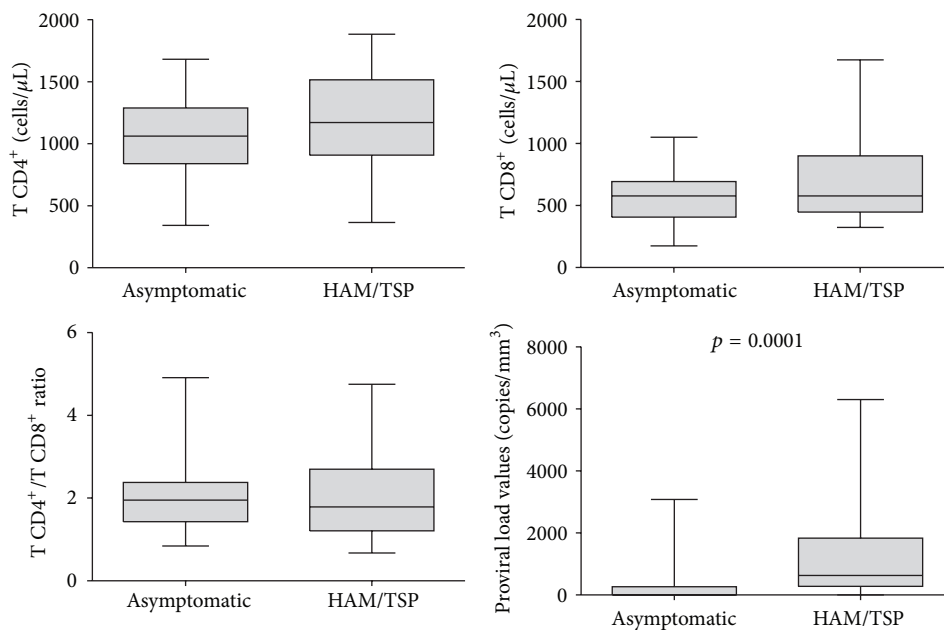 T CD4⁺ (cells/μL)
2000
1500
1000
500
0
Asymptomatic
HAM/TSP
T CD8⁺ (cells/μL)
2000
1500
1000
500
0
Asymptomatic
HAM/TSP
T CD4⁺/T CD8⁺ ratio
6
4
2
0
Asymptomatic
HAM/TSP
Proviral load values (copies/mm³)
p = 0.0001
8000
6000
4000
2000
0
Asymptomatic
HAM/TSP